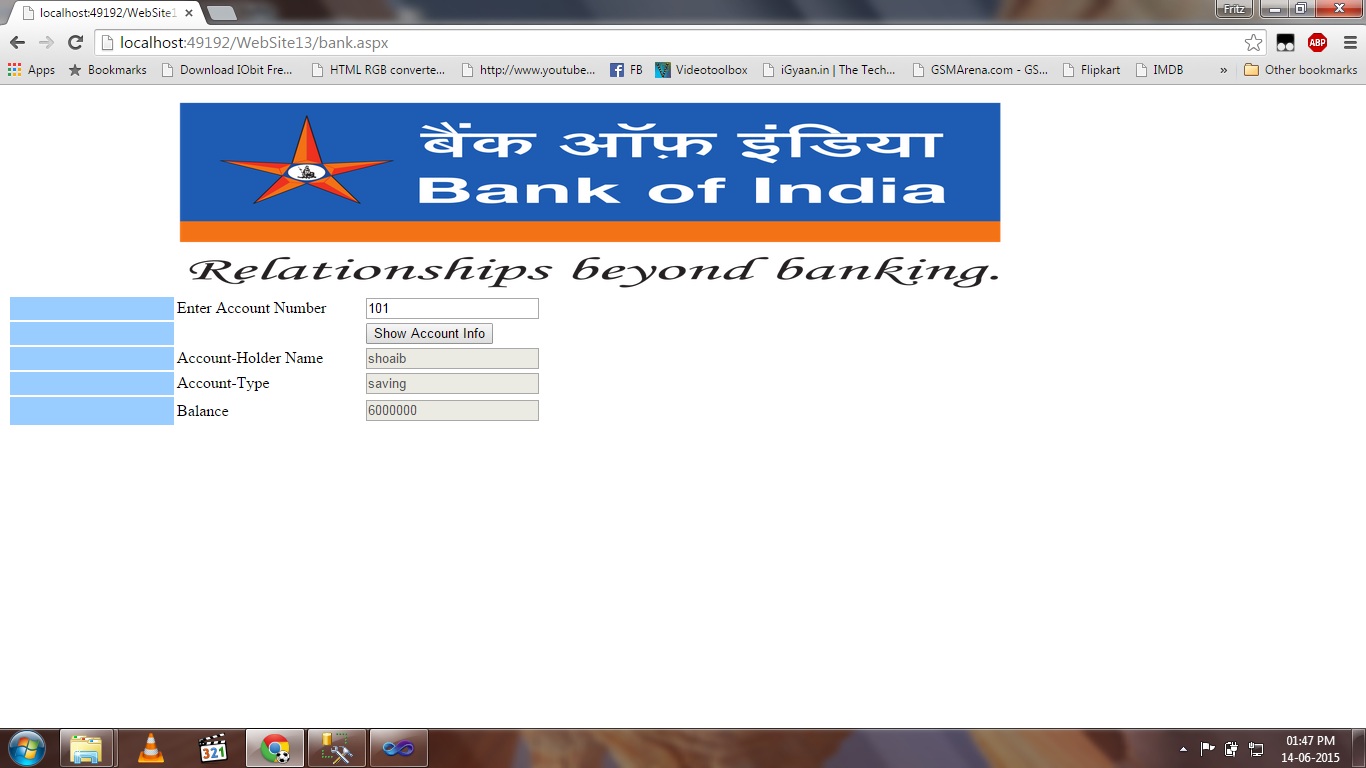 localhost:49192/WebSite1
Fritz
localhost:49192/WebSite13/bank.aspx
ABP
Apps Bookmarks Download IObit Fre... HTML RGB converte... http://www.youtube... FB Videotoolbox iGyaan.in | The Tech... GSMArena.com - GS... Flipkart IMDB » Other bookmarks
बैंक ऑफ़ इंडिया
Bank of India
Relationships beyond banking.
Enter Account Number 101
Show Account Info
Account-Holder Name shoaib
Account-Type saving
Balance 6000000
321
01:47 PM
14-06-2015